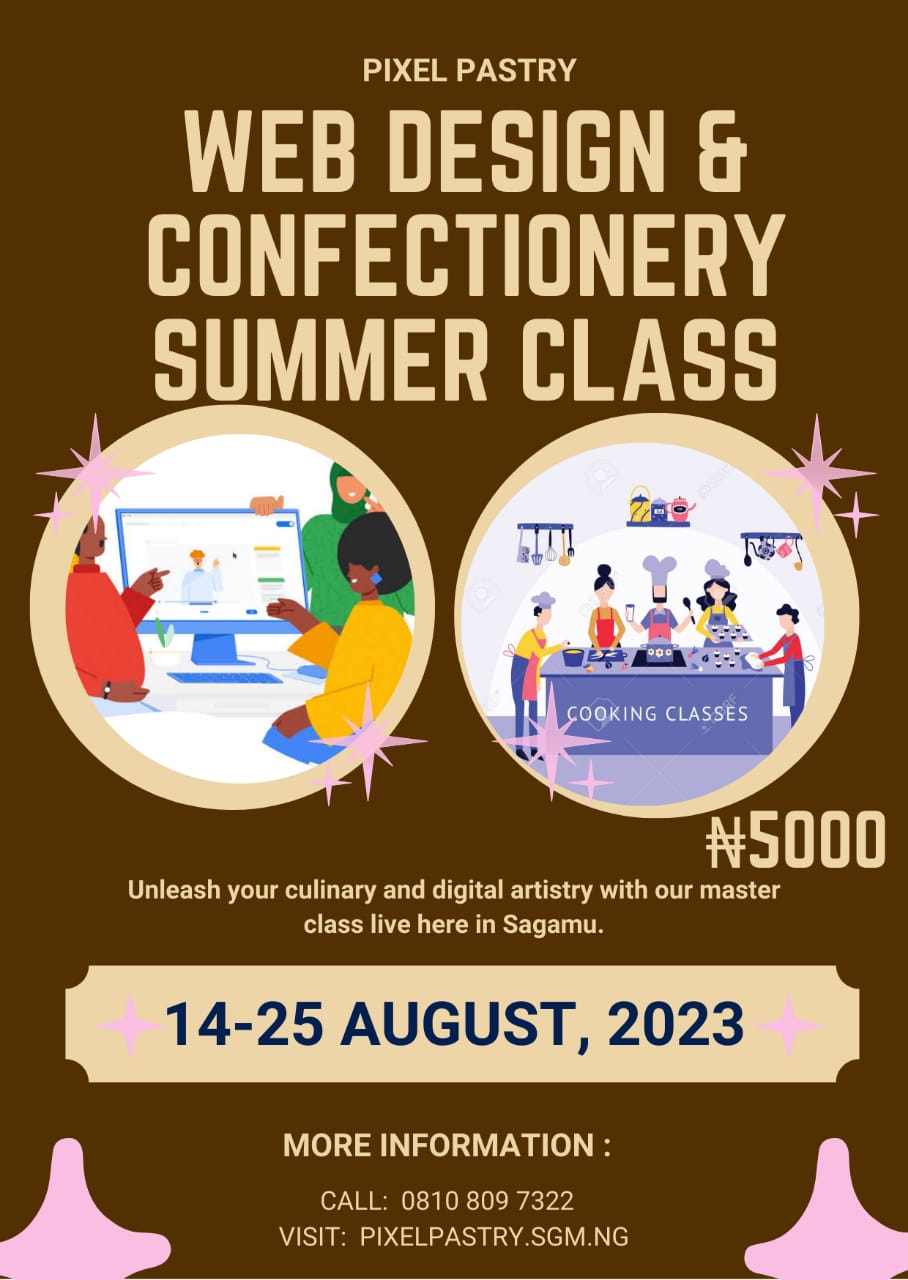 PIXEL PASTRY
WEB DESIGN &
CONFECTIONERY
SUMMER CLASS
COOKING CLASSES
₦5000
Unleash your culinary and digital artistry with our master
class live here in Sagamu.
14-25 AUGUST, 2023
MORE INFORMATION :
CALL: 0810 809 7322
VISIT: PIXELPASTRY.SGM.NG